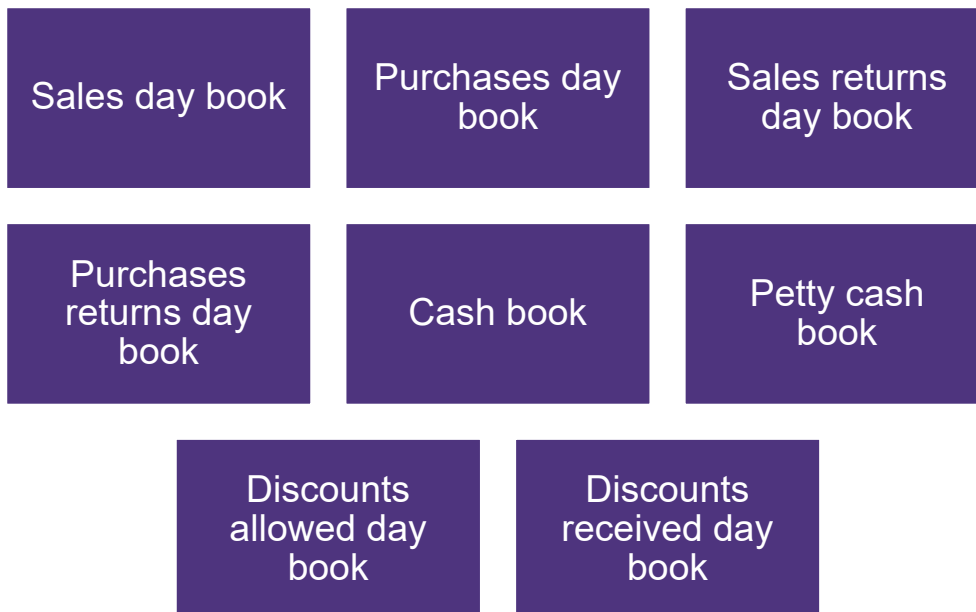 Sales day book
Purchases day
book
Sales returns
day book
Purchases
returns day
book
Cash book
Petty cash
book
Discounts
allowed day
book
Discounts
received day
book